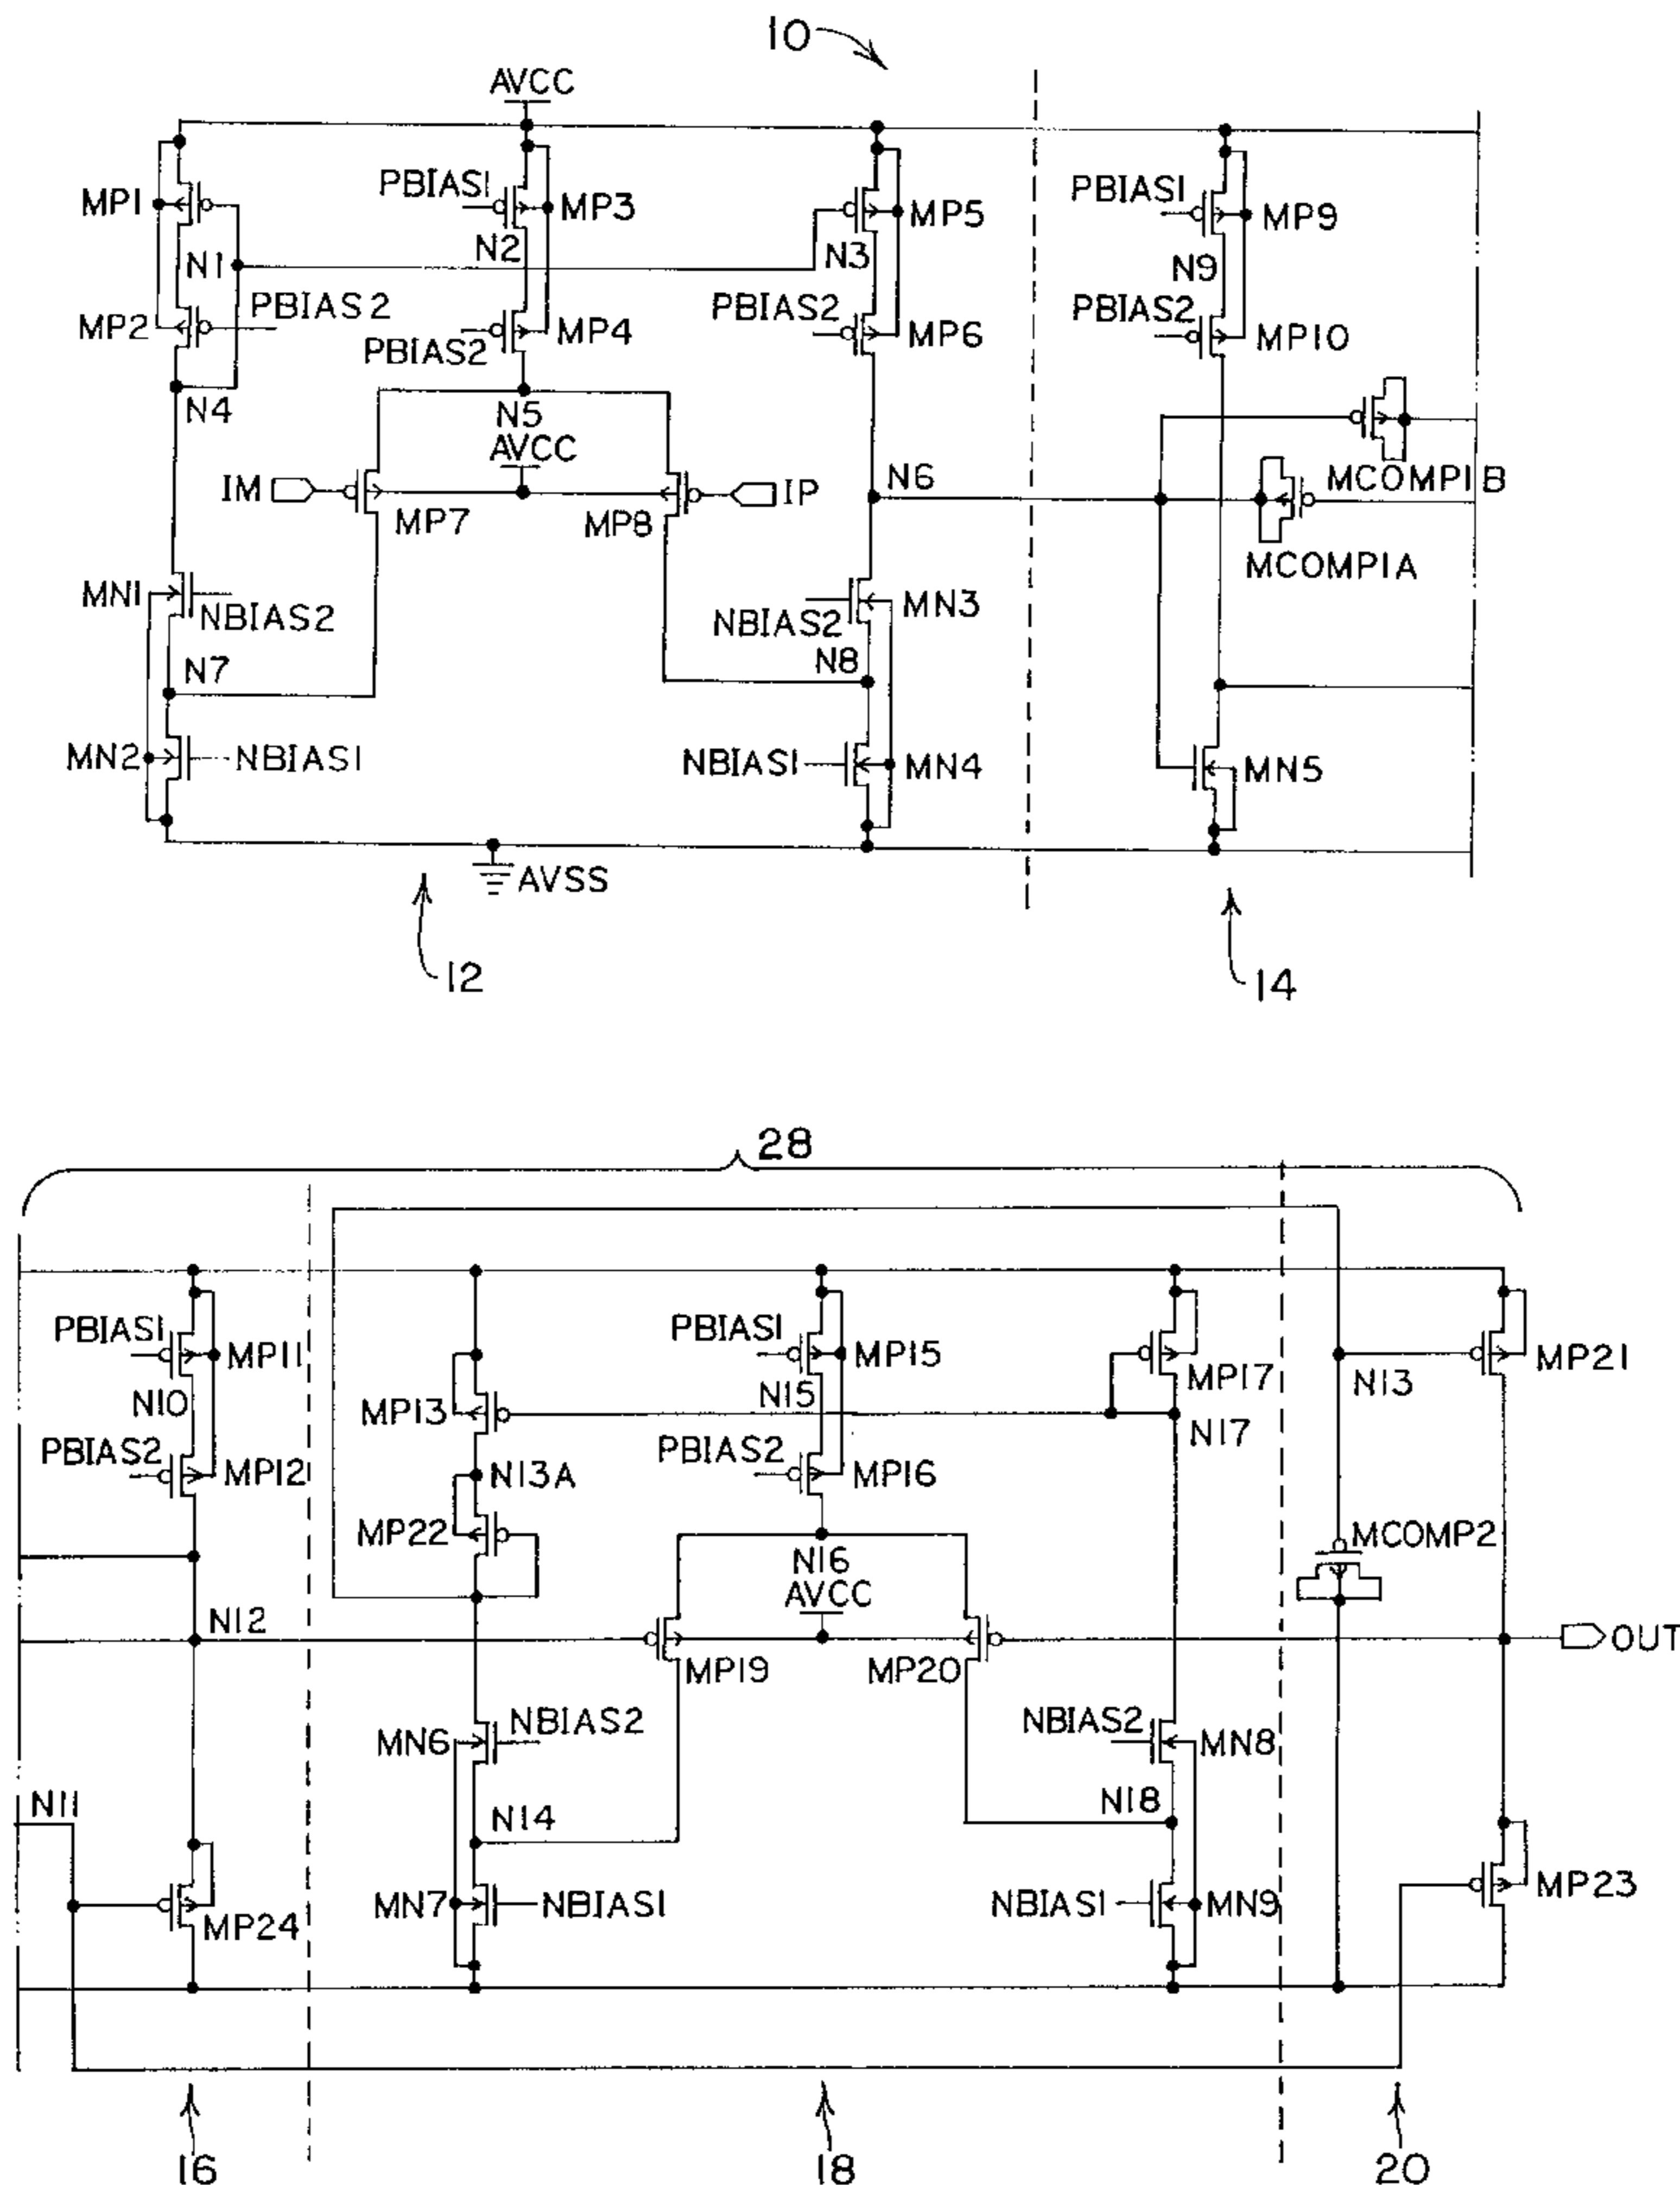 10
AVCC
PBIAS1
MP1
MP3
MP5
PBIAS1
MP9
N1
N2
N3
N9
PBIAS2
PBIAS2
PBIAS2
MP2
MP4
MP6
PBIAS2
MP10
N4
N5
AVCC
IM
IP
N6
MCOMP1B
MP7
MP8
MCOMP1A
MN1
NBIAS2
NBIAS2
MN3
N7
N8
MN2
NBIAS1
NBIAS1
MN4
MN5
AVSS
12
14
28
PBIAS1
MP11
PBIAS1
MP15
MP17
N13
MP21
N10
MP13
N15
N17
PBIAS2
MP12
N13A
PBIAS2
MP16
MP22
N16
MCOMP2
AVCC
N12
OUT
MP19
MP20
MN6
NBIAS2
NBIAS2
MN8
N11
N14
N18
MP24
MN7
NBIAS1
NBIAS1
MN9
MP23
16
18
20